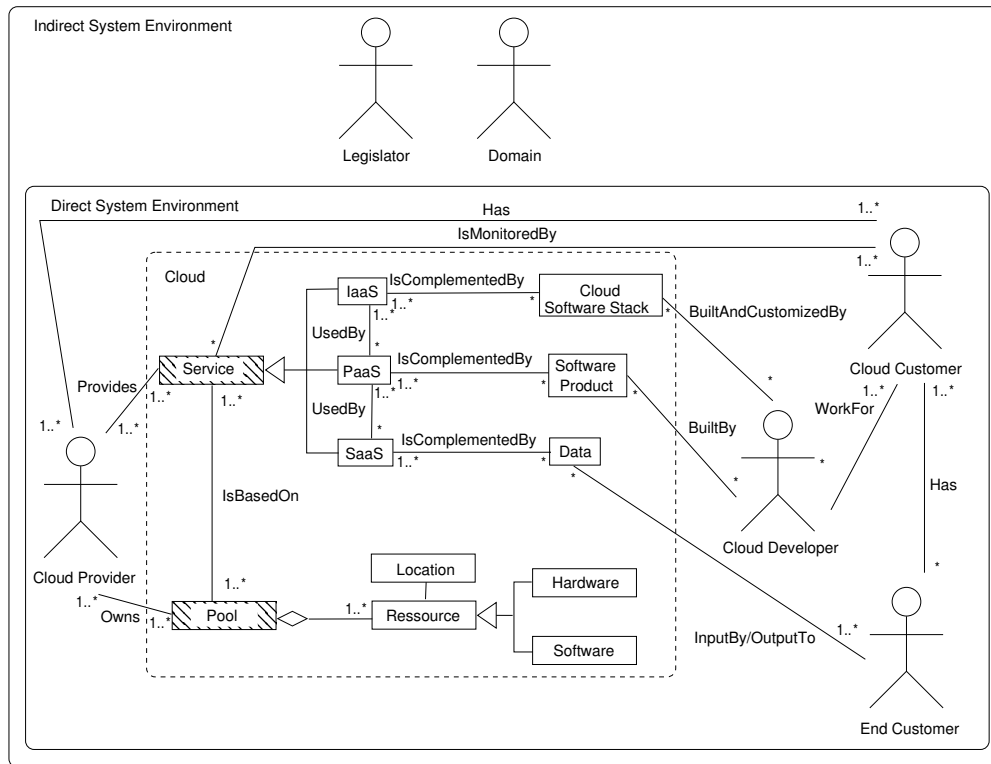 Indirect System Environment
Legislator
Domain
Direct System Environment
Has
1..*
IsMonitoredBy
1..*
Cloud
IaaS
IsComplementedBy
1..*
*
Cloud
Software Stack
*
BuiltAndCustomizedBy
UsedBy
1..*
*
*
Service
Provides
1..*
1..*
PaaS
IsComplementedBy
1..*
*
Software
Product
*
Cloud Customer
1..*
1..*
*
WorkFor
UsedBy
1..*
*
1..*
1..*
SaaS
IsComplementedBy
1..*
*
Data
*
BuiltBy
*
*
Has
IsBasedOn
Cloud Developer
Cloud Provider
1..*
Owns
1..*
1..*
Pool
Location
1..*
Ressource
Hardware
Software
*
InputBy/OutputTo
1..*
End Customer